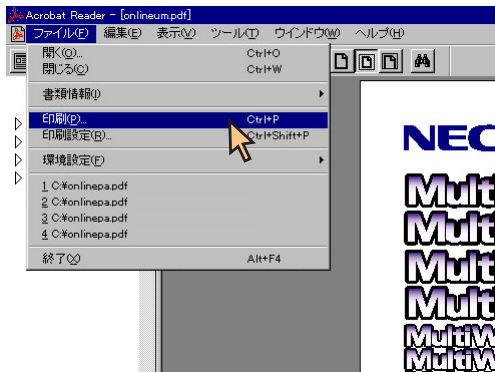 Acrobat Reader - [onlineum.pdf]
ファイル(F) 編集(E) 表示(V) ツール(T) ウインドウ(W) ヘルプ(H)
開く(O)... Ctrl+O
閉じる(C) Ctrl+W
書類情報(I)
印刷(P)... Ctrl+P
印刷設定(R)... Ctrl+Shift+P
環境設定(F)
1 C:¥onlinepa.pdf
2 C:¥onlinepa.pdf
3 C:¥onlinepa.pdf
4 C:¥onlinepa.pdf
終了(X) Alt+F4
NEC
Mult
Mult
Mult
Mult
MultiW
MultiW